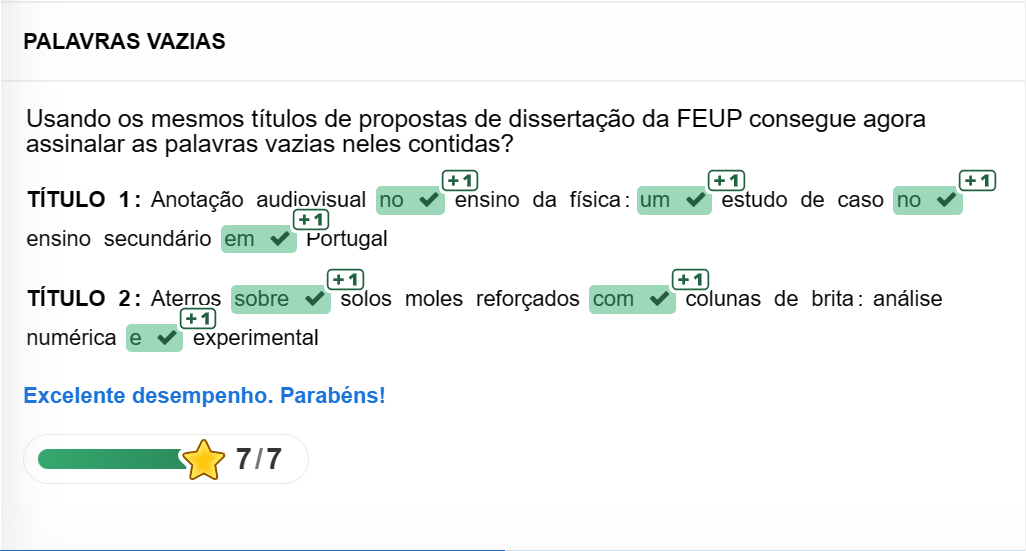 PALAVRAS VAZIAS
Usando os mesmos títulos de propostas de dissertação da FEUP consegue agora
assinalar as palavras vazias neles contidas?
+1 +1 +1
TÍTULO 1: Anotação audiovisual no ensino da física: um estudo de caso no
+1
ensino secundário em Portugal
+1 +1
TÍTULO 2: Aterros sobre solos moles reforçados com colunas de brita: análise
+1
numérica e experimental
Excelente desempenho. Parabéns!
7/7